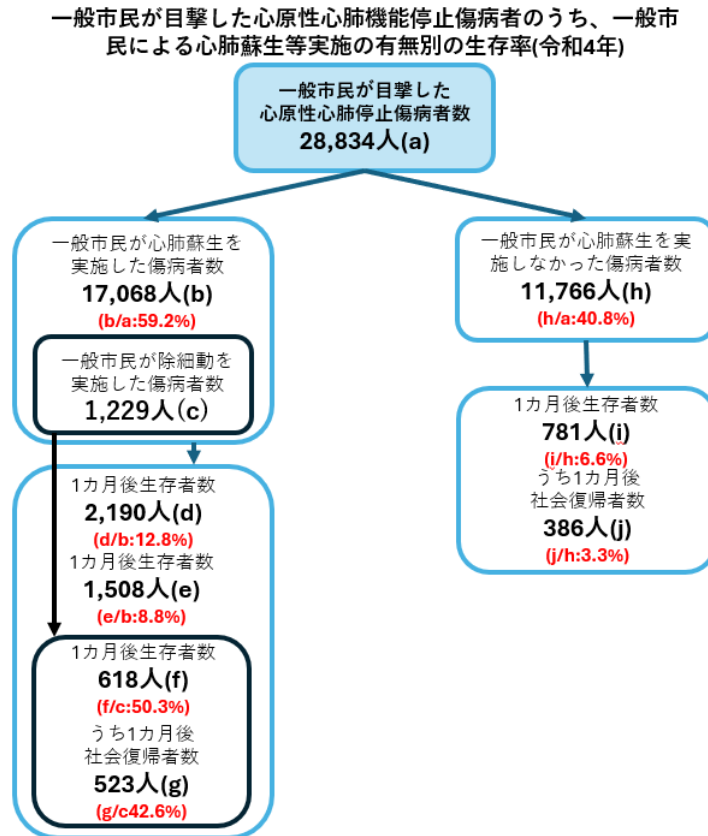 一般市民が目撃した心原性心肺機能停止傷病者のうち、一般市
民による心肺蘇生等実施の有無別の生存率(令和4年)
一般市民が目撃した
心原性心肺停止傷病者数
28,834人(a)
一般市民が心肺蘇生を
実施した傷病者数
17,068人(b)
(b/a:59.2%)
一般市民が除細動を
実施した傷病者数
1,229人(c)
1カ月後生存者数
2,190人(d)
(d/b:12.8%)
1カ月後生存者数
1,508人(e)
(e/b:8.8%)
1カ月後生存者数
618人(f)
(f/c:50.3%)
うち1カ月後
社会復帰者数
523人(g)
(g/c42.6%)
一般市民が心肺蘇生を実
施しなかった傷病者数
11,766人(h)
(h/a:40.8%)
1カ月後生存者数
781人(i)
(i/h:6.6%)
うち1カ月後
社会復帰者数
386人(j)
(j/h:3.3%)